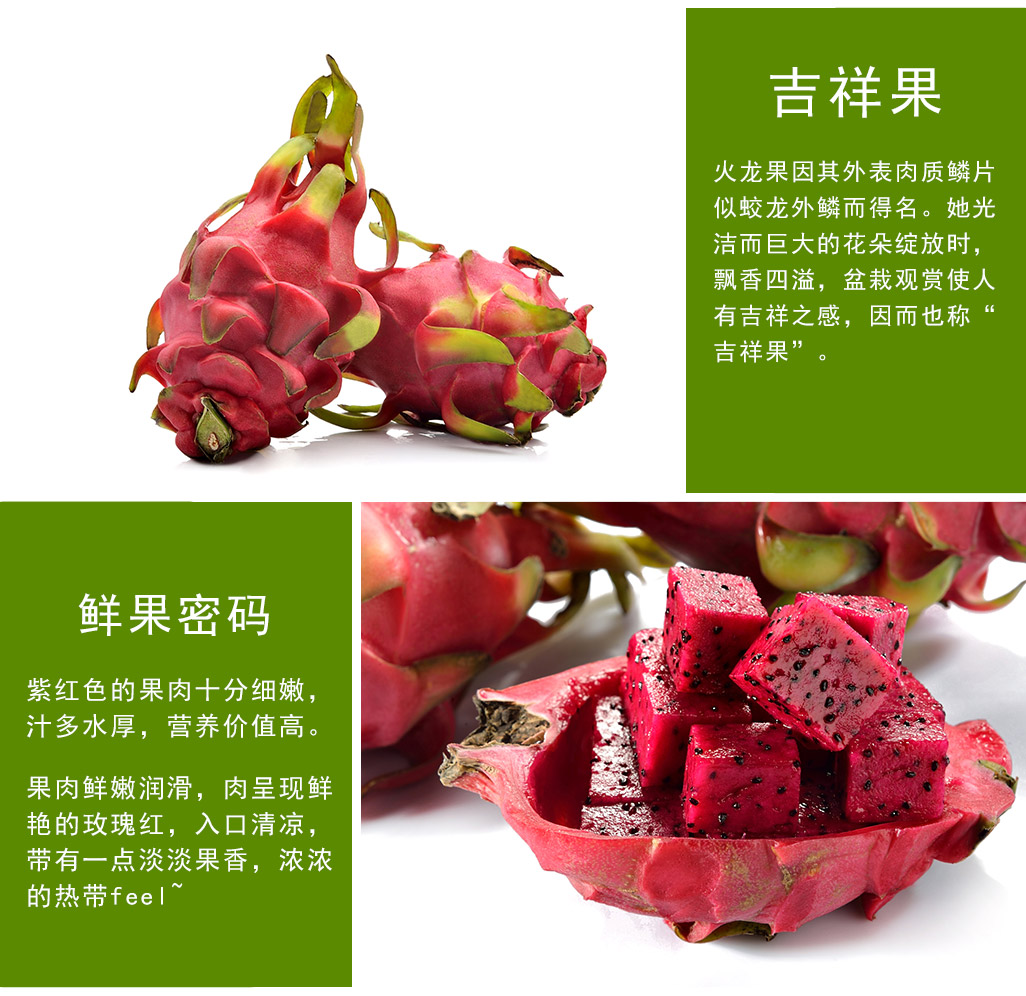 吉祥果
火龙果因其外表肉质鳞片
似蛟龙外鳞而得名。她光
洁而巨大的花朵绽放时，
飘香四溢，盆栽观赏使人
有吉祥之感，因而也称“
吉祥果”。
鲜果密码
紫红色的果肉十分细嫩，
汁多水厚，营养价值高。
果肉鲜嫩润滑，肉呈现鲜
艳的玫瑰红，入口清凉，
带有一点淡淡果香，浓浓
的热带feel~